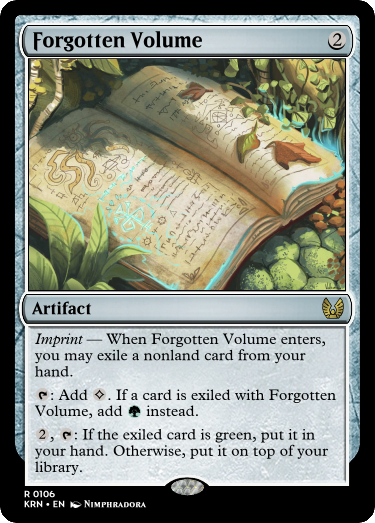 Forgotten Volume 2
Artifact
Imprint — When Forgotten Volume enters,
you may exile a nonland card from your
hand.
: Add . If a card is exiled with Forgotten
Volume, add instead.
2 , : If the exiled card is green, put it in
your hand. Otherwise, put it on top of your
library.
R 0106
KRN • EN NIMPHRADORA